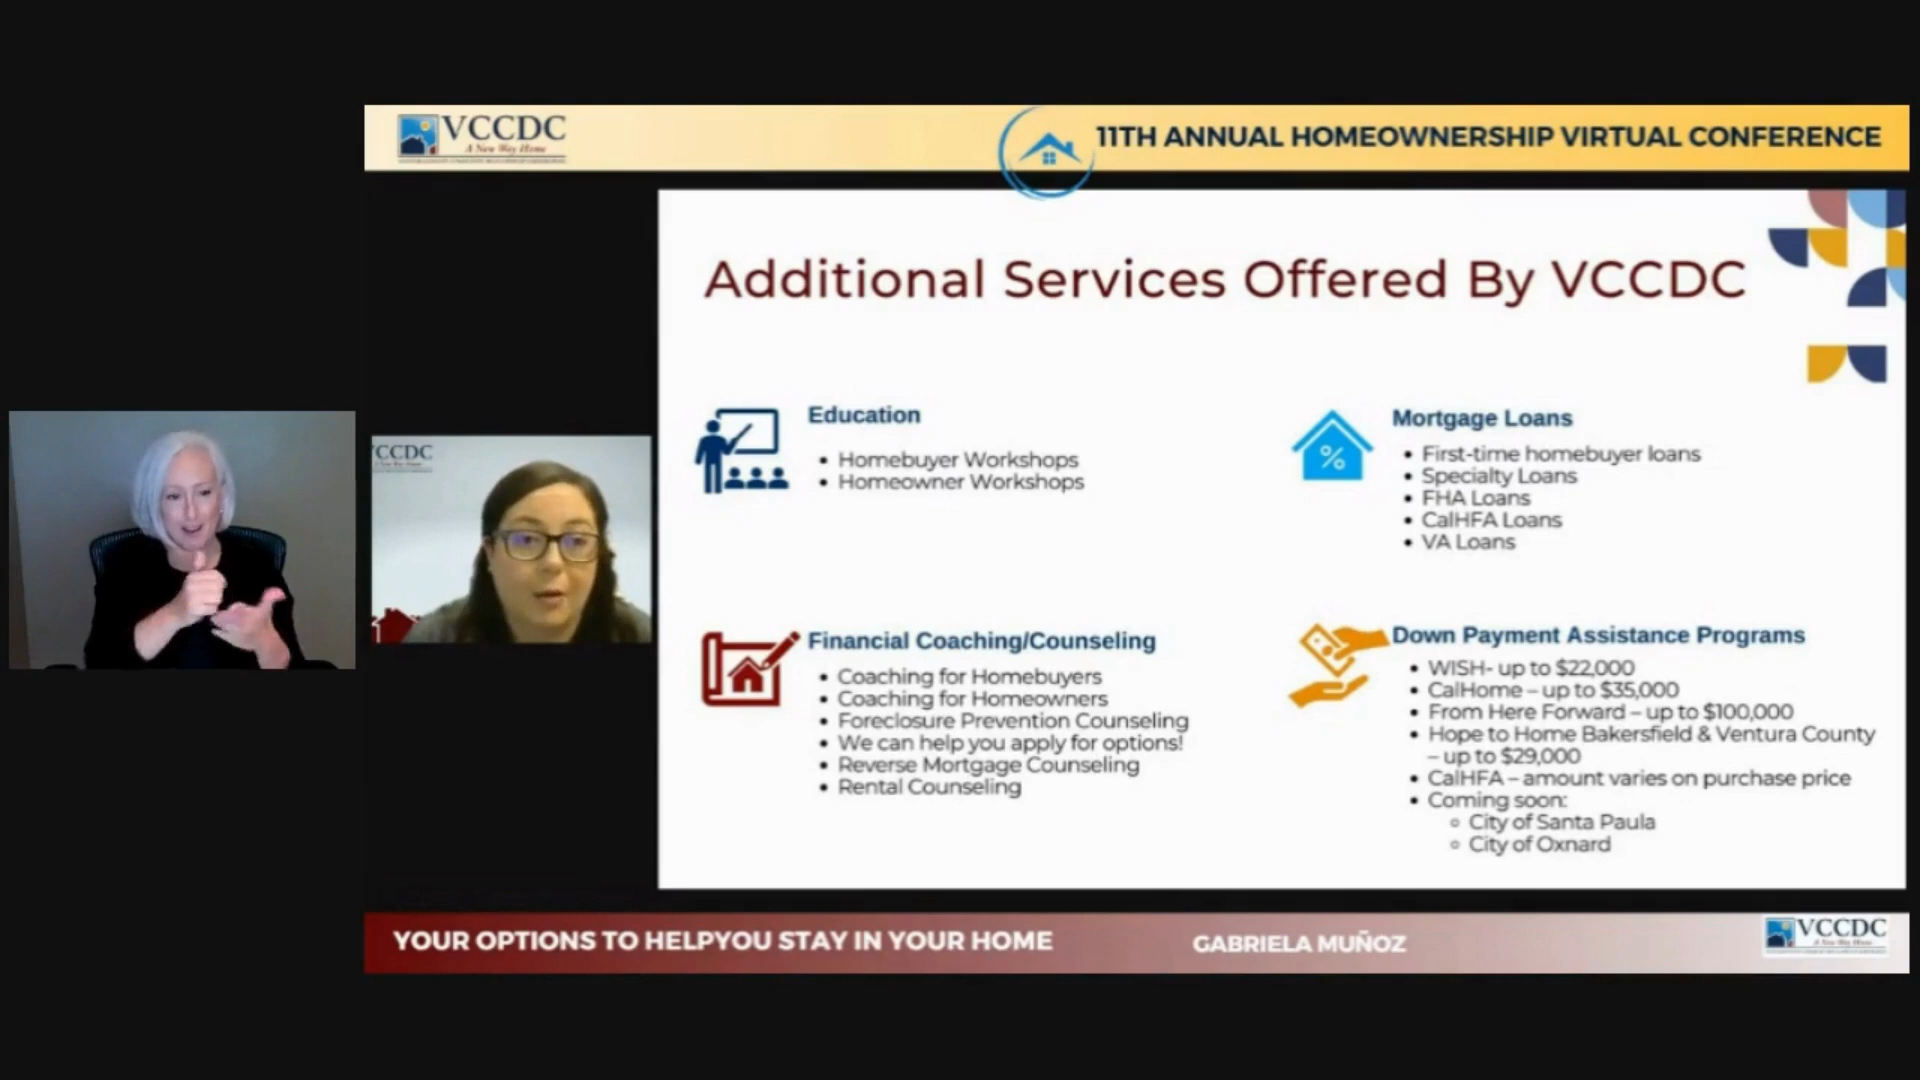 VCCDC
A New Way Home
11TH ANNUAL HOMEOWNERSHIP VIRTUAL CONFERENCE
Additional Services Offered By VCCDC
Education
• Homebuyer Workshops
• Homeowner Workshops
Mortgage Loans
• First-time homebuyer loans
• Specialty Loans
• FHA Loans
• CalHFA Loans
• VA Loans
%
VCCDC
Financial Coaching/Counseling
• Coaching for Homebuyers
• Coaching for Homeowners
• Foreclosure Prevention Counseling
• We can help you apply for options!
• Reverse Mortgage Counseling
• Rental Counseling
Down Payment Assistance Programs
• WISH- up to $22,000
• CalHome – up to $35,000
• From Here Forward – up to $100,000
• Hope to Home Bakersfield & Ventura County
– up to $29,000
• CalHFA – amount varies on purchase price
• Coming soon:
◦ City of Santa Paula
◦ City of Oxnard
YOUR OPTIONS TO HELPYOU STAY IN YOUR HOME
GABRIELA MUÑOZ
VCCDC
A New Way Home